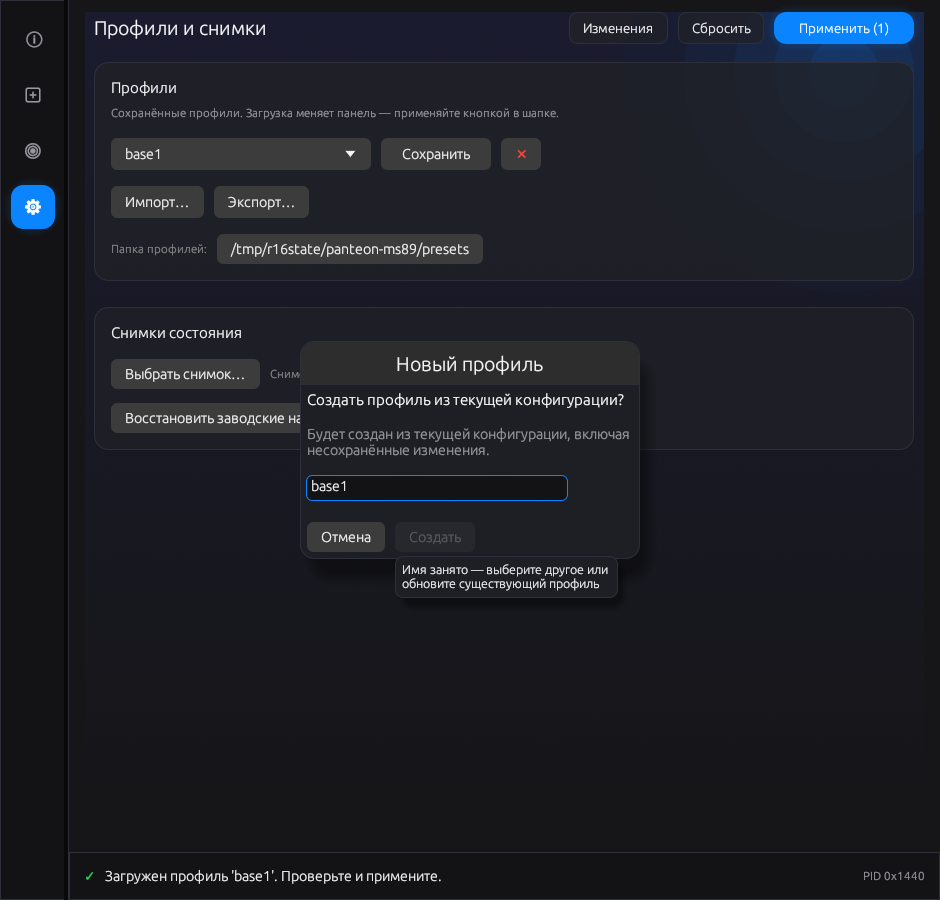 Профили и снимки
Изменения
Сбросить
Применить (1)
Профили
Сохранённые профили. Загрузка меняет панель — применяйте кнопкой в шапке.
base1
Сохранить
Импорт...
Экспорт...
Папка профилей:
/tmp/r16state/panteon-ms89/presets
Снимки состояния
Выбрать снимок...
Восстановить заводские
Новый профиль
Создать профиль из текущей конфигурации?
Будет создан из текущей конфигурации, включая
несохранённые изменения.
base1
Отмена
Создать
Имя занято — выберите другое или
обновите существующий профиль
✓ Загружен профиль 'base1'. Проверьте и примените.
PID 0x1440